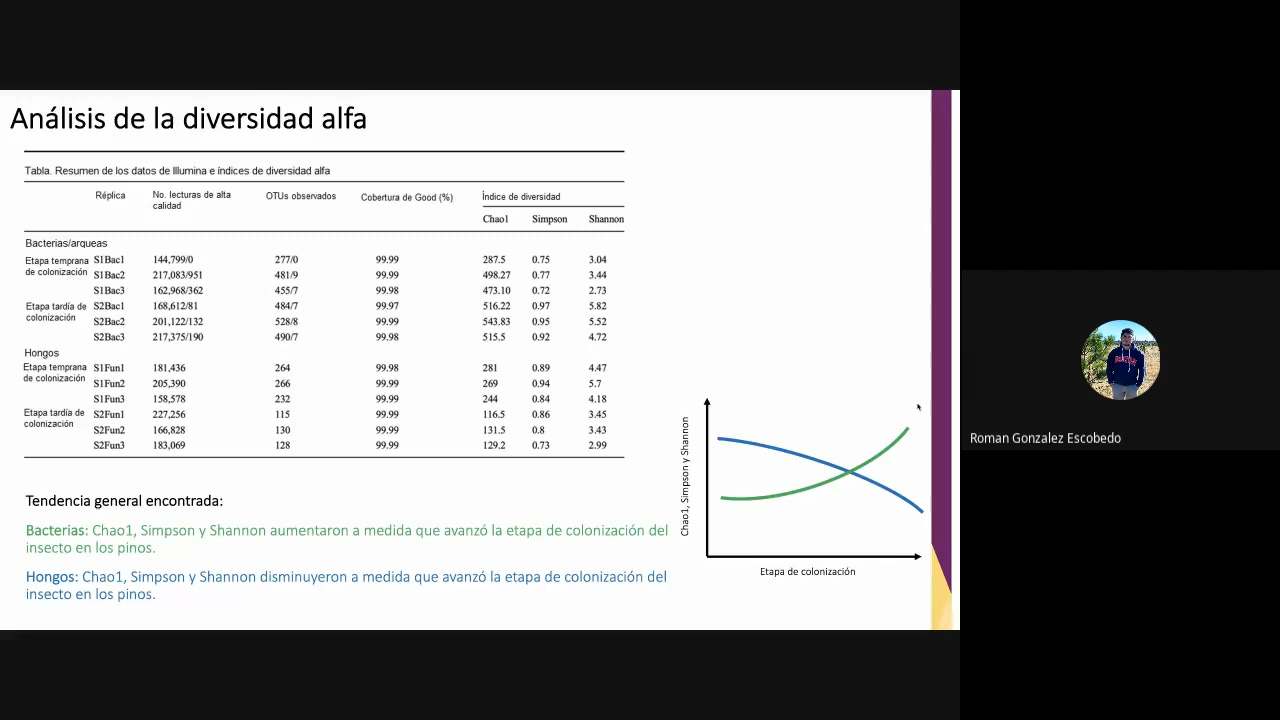 Análisis de la diversidad alfa
Tabla. Resumen de los datos de Illumina e índices de diversidad alfa
Réplica No. lecturas de alta calidad OTUs observados Cobertura de Good (%) Índice de diversidad
Chao1 Simpson Shannon
Bacterias/arqueas
Etapa temprana de colonización
S1Bac1 144,799/0 277/0 99.99 287.5 0.75 3.04
S1Bac2 217,083/951 481/9 99.99 498.27 0.77 3.44
S1Bac3 162,968/362 455/7 99.98 473.10 0.72 2.73
Etapa tardía de colonización
S2Bac1 168,612/81 484/7 99.97 516.22 0.97 5.82
S2Bac2 201,122/132 528/8 99.99 543.83 0.95 5.52
S2Bac3 217,375/190 490/7 99.98 515.5 0.92 4.72
Hongos
Etapa temprana de colonización
S1Fun1 181,436 264 99.98 281 0.89 4.47
S1Fun2 205,390 266 99.99 269 0.94 5.7
S1Fun3 158,578 232 99.99 244 0.84 4.18
Etapa tardía de colonización
S2Fun1 227,256 115 99.99 116.5 0.86 3.45
S2Fun2 166,828 130 99.99 131.5 0.8 3.43
S2Fun3 183,069 128 99.99 129.2 0.73 2.99
Tendencia general encontrada:
Bacterias: Chao1, Simpson y Shannon aumentaron a medida que avanzó la etapa de colonización del
insecto en los pinos.
Hongos: Chao1, Simpson y Shannon disminuyeron a medida que avanzó la etapa de colonización del
insecto en los pinos.
Chao1, Simpson y Shannon
Etapa de colonización
Roman Gonzalez Escobedo